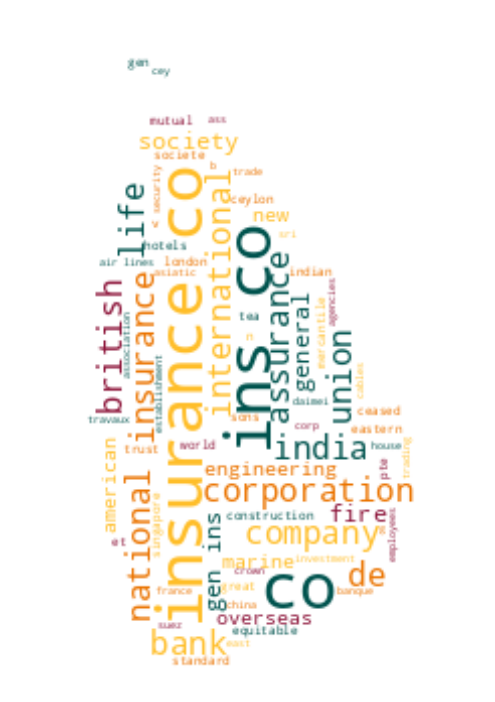 gen
cey
mutual
ass
society
societe
b
trade
security
v
life
insurance co
international
ceylon
new
sri
hotels
ins co
air lines
london
asiatic
indian
assurance
british
insurance
association
establishment
general
mercantile
agencies
tea
n
union
daimei
cables
travaux
sons
corp
ceased
eastern
american
trust
world
india
house
trading
engineering
pte
national
singapore
corporation
gen ins
construction
fire
employees
company
et
marine
investment
crown
great
co
de
france
china
banque
suez
overseas
equitable
bank
east
standard